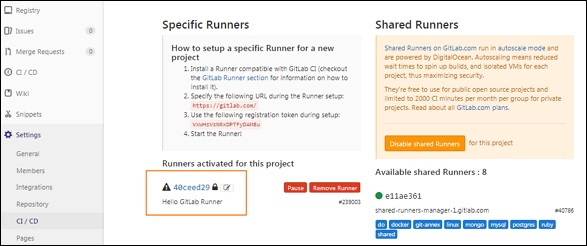 Registry
Issues 0
Merge Requests 0
CI / CD
Wiki
Snippets
Settings
General
Members
Integrations
Repository
CI / CD
Pages
Specific Runners
How to setup a specific Runner for a new
project
1. Install a Runner compatible with GitLab CI (checkout
the GitLab Runner section for information on how
to install it).
2. Specify the following URL during the Runner setup:
https://gitlab.com/
3. Use the following registration token during setup:
4. Start the Runner!
Runners activated for this project
40ceed29
Pause
Remove Runner
Hello GitLab Runner
#239003
Shared Runners
Shared Runners on GitLab.com run in autoscale mode and
are powered by DigitalOcean. Autoscaling means reduced
wait times to spin up builds, and isolated VMs for each
project, thus maximizing security.
They're free to use for public open source projects and
limited to 2000 CI minutes per month per group for private
projects. Read about all GitLab.com plans.
Disable shared Runners for this project
Available shared Runners : 8
e11ae361
shared-runners-manager-1.gitlab.com
#40786
do docker git-annex linux mongo mysql postgres ruby
shared